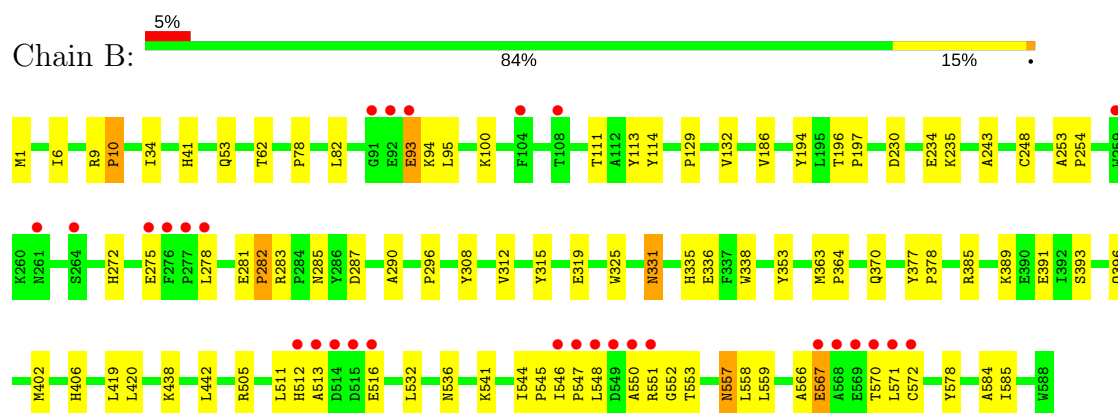 5%
Chain B:
84% 15% •
M1 I6 R9 P10 I34 H41 Q53 T62 P78 L82 G91 E92 E93 K94 L95 K100 F104 T108 T111 A112 Y113 Y114 P129 V132 V186 Y194 L195 T196 P197 D230 E234 K235 A243 C248 A253 P254 W259
K260 N261 S264 H272 E275 F276 P277 L278 E281 P282 R283 P284 N285 Y286 D287 A290 P296 Y308 V312 Y315 E319 W325 N331 H335 E336 F337 W338 Y353 M363 P364 Q370 Y377 P378 R385 K389 E390 E391 I392 S393 Q396
M402 H406 L419 L420 K438 L442 R505 L511 H512 A513 D514 D515 E516 L532 N536 K541 I544 P545 I546 P547 L548 D549 A550 R551 G552 T553 N557 L558 L559 A566 E567 A568 E569 T570 L571 C572 Y578 A584 I585 W588